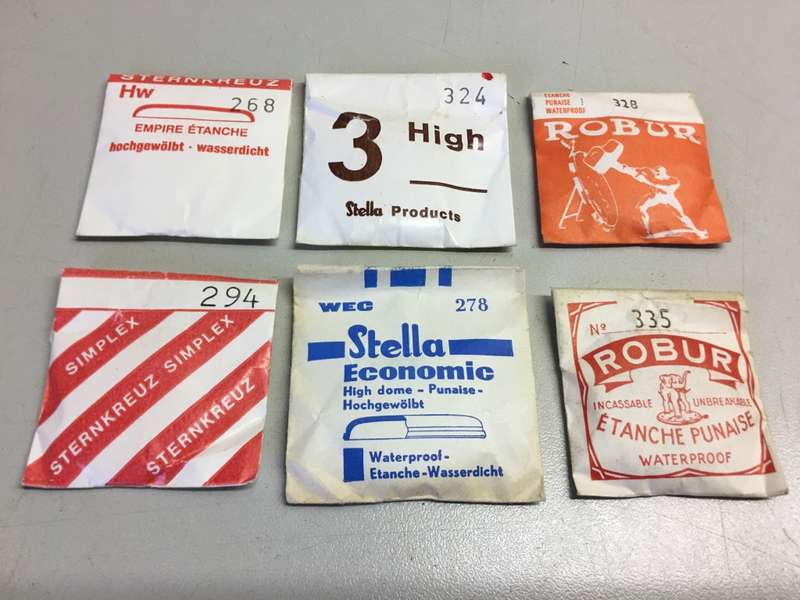 STERNKREUZ
Hw
268
EMPIRE ÉTANCHE
hochgewölbt · wasserdicht
324
3 High
Stella Products
ETANCHE
PUNAISE
WATERPROOF
328
ROBUR
294
SIMPLEX
SIMPLEX
STERNKREUZ
STERNKREUZ
WEC 278
Stella
Economic
High dome - Punaise-
Hochgewölbt
Waterproof-
Etanche-Wasserdicht
Nº 335
ROBUR
INCASSABLE UNBREAKABLE
ÉTANCHE PUNAISE
WATERPROOF